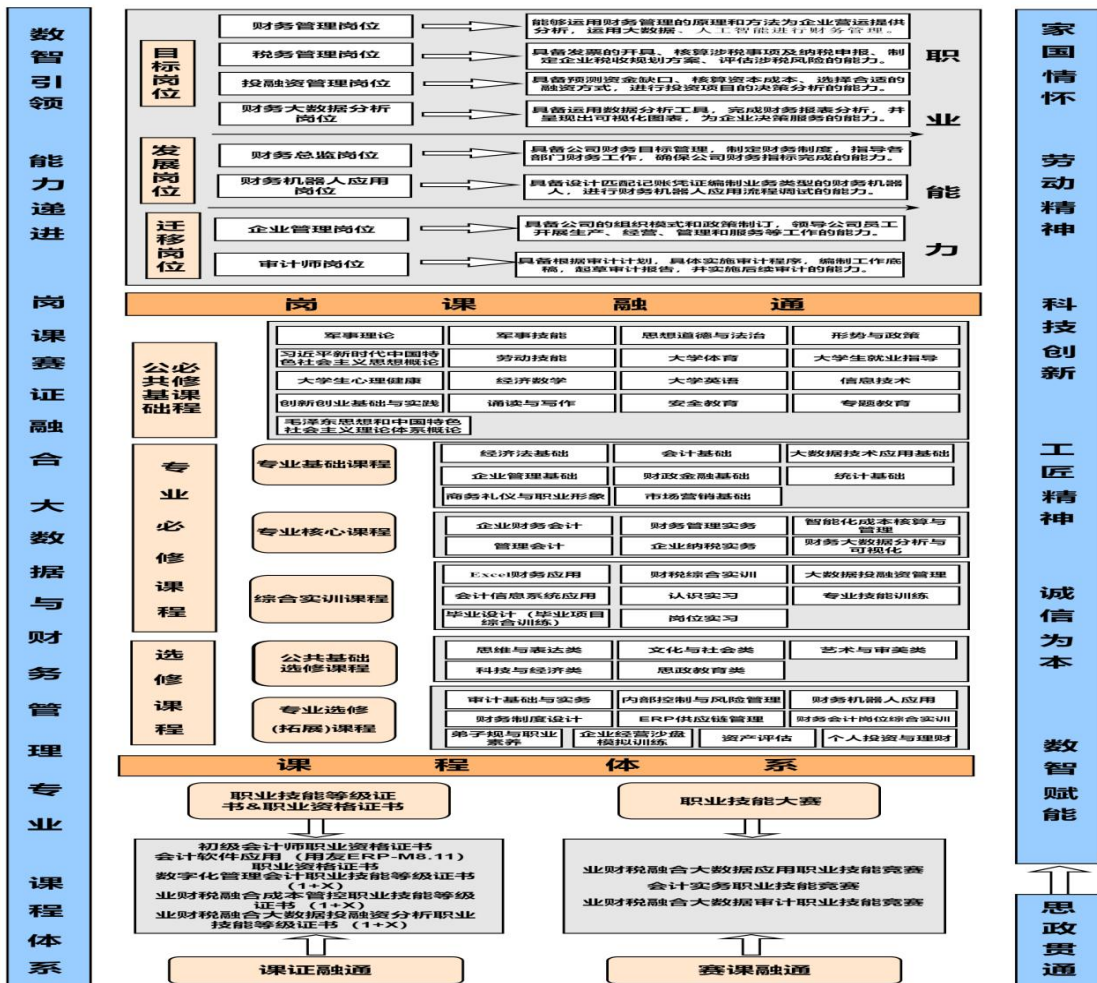 数智引领 能力递进 岗课赛证融合大数据与财务管理专业 课程体系
目标岗位
财务管理岗位
能够运用财务管理的原理和方法为企业营运提供
分析，运用大数据、人工智能进行财务管理。
税务管理岗位
具备发票的开具、核算涉税事项及纳税申报、制
定企业税收规划方案、评估涉税风险的能力。
投融资管理岗位
具备预测资金缺口、核算资本成本、选择合适的
融资方式，进行投资项目的决策分析的能力。
财务大数据分析
岗位
具备运用数据分析工具，完成财务报表分析，并
呈现出可视化图表，为企业决策服务的能力。
发展岗位
财务总监岗位
具备公司财务目标管理，制定财务制度，指导各
部门财务工作，确保公司财务指标完成的能力。
财务机器人应用
岗位
具备设计匹配记账凭证编制业务类型的财务机器
人，进行财务机器人应用流程调试的能力。
迁移岗位
企业管理岗位
具备公司的组织模式和政策制订，领导公司员工
开展生产、经营、管理和服务等工作的能力。
审计师岗位
具备根据审计计划，具体实施审计程序，编制工作底
稿，起草审计报告，并实施后续审计的能力。
职业能力
岗课融通
公共基础
必修课程
军事理论
军事技能
思想道德与法治
形势与政策
习近平新时代中国特
色社会主义思想概论
劳动技能
大学体育
大学生就业指导
大学生心理健康
经济数学
大学英语
信息技术
创新创业基础与实践
诵读与写作
安全教育
专题教育
毛泽东思想和中国特色
社会主义理论体系概论
专业必修课程
专业基础课程
经济法基础
会计基础
大数据技术应用基础
企业管理基础
财政金融基础
统计基础
商务礼仪与职业形象
市场营销基础
专业核心课程
企业财务会计
财务管理实务
智能化成本核算与
管理
管理会计
企业纳税实务
财务大数据分析与
可视化
综合实训课程
Excel财务应用
财税综合实训
大数据投融资管理
会计信息系统应用
认识实习
专业技能训练
毕业设计（毕业项目
综合训练）
岗位实习
选修课程
公共基础
选修课程
思维与表达类
文化与社会类
艺术与审美类
科技与经济类
思政教育类
专业选修
(拓展)课程
审计基础与实务
内部控制与风险管理
财务机器人应用
财务制度设计
ERP供应链管理
财务会计岗位综合实训
弟子规与职业
素养
企业经营沙盘
模拟训练
资产评估
个人投资与理财
课程体系
职业技能等级证
书&职业资格证书
职业技能大赛
初级会计师职业资格证书
会计软件应用（用友ERP-M8.11）
职业资格证书
数字化管理会计职业技能等级证书
（1+X）
业财税融合成本管控职业技能等级
证书（1+X）
业财税融合大数据投融资分析职业
技能等级证书（1+X）
业财税融合大数据应用职业技能竞赛
会计实务职业技能竞赛
业财税融合大数据审计职业技能竞赛
课证融通
赛课融通
家国情怀 劳动精神 科技创新 工匠精神 诚信为本 数智赋能
思政贯通